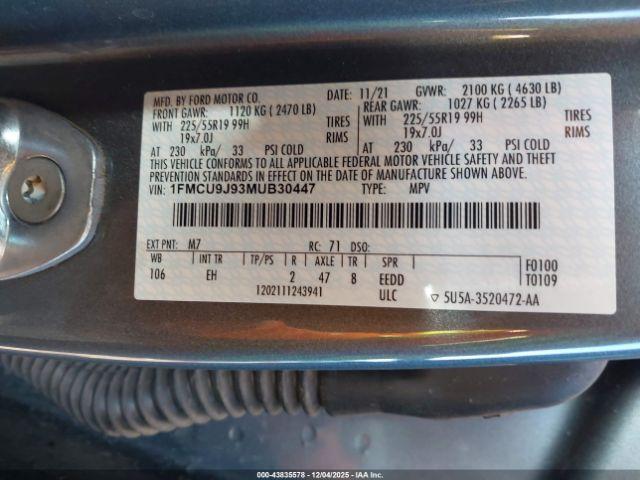 MFD. BY FORD MOTOR CO. DATE: 11/21 GVWR: 2100 KG ( 4630 LB)
FRONT GAWR: 1120 KG ( 2470 LB) REAR GAWR: 1027 KG ( 2265 LB)
WITH 225/55R19 99H TIRES WITH 225/55R19 99H TIRES
19x7.0J RIMS 19x7.0J RIMS
AT 230 kPa/ 33 PSI COLD AT 230 kPa/ 33 PSI COLD
THIS VEHICLE CONFORMS TO ALL APPLICABLE FEDERAL MOTOR VEHICLE SAFETY AND THEFT
PREVENTION STANDARDS IN EFFECT ON THE DATE OF MANUFACTURE SHOWN ABOVE.
VIN: 1FMCU9J93MUB30447 TYPE: MPV
EXT PNT: M7 RC: 71 DSO:
WB INT TR TP/PS R AXLE TR SPR F0100
106 EH 2 47 8 EEDD T0109
1202111243941 ULC ▽ 5U5A-3520472-AA
000-43835578 - 12/04/2025 - IAAI, Inc.